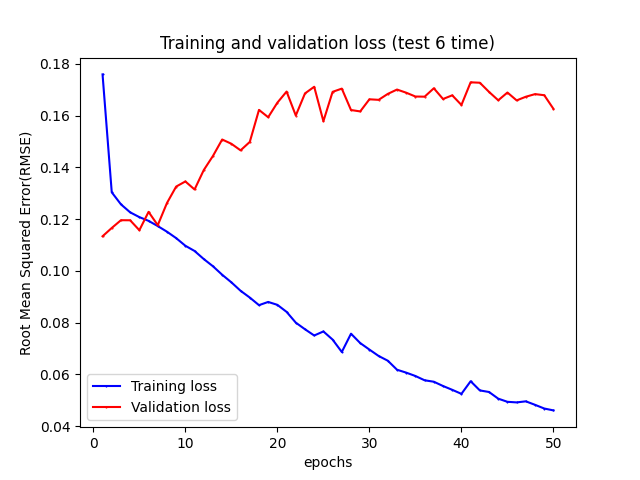 Training and validation loss (test 6 time)
Root Mean Squared Error(RMSE)
0.18
0.16
0.14
0.12
0.10
0.08
0.06
0.04
Training loss
Validation loss
0
10
20
30
40
50
epochs